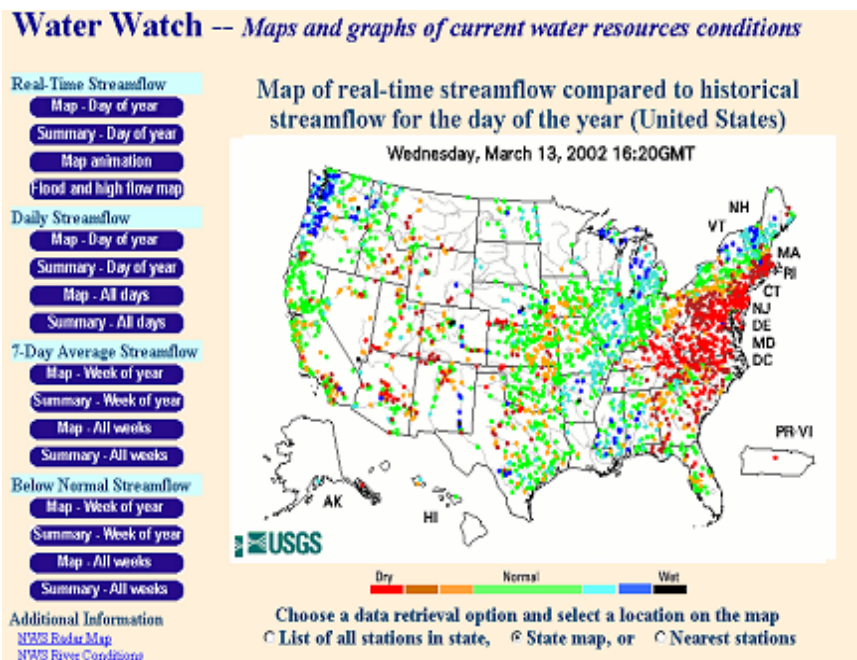 Water Watch -- Maps and graphs of current water resources conditions
Real-Time Streamflow
Map - Day of year
Summary - Day of year
Map animation
Flood and high flow map
Daily Streamflow
Map - Day of year
Summary - Day of year
Map - All days
Summary - All days
7-Day Average Streamflow
Map - Week of year
Summary - Week of year
Map - All weeks
Summary - All weeks
Below Normal Streamflow
Map - Week of year
Summary - Week of year
Map - All weeks
Summary - All weeks
Additional Information
NWS Radar Map
NWS River Conditions
Map of real-time streamflow compared to historical
streamflow for the day of the year (United States)
Wednesday, March 13, 2002 16:20GMT
NH
VT
MA
RI
CT
NJ
DE
MD
DC
PR-VI
AK
HI
USGS
Dry Normal Wet
Choose a data retrieval option and select a location on the map
List of all stations in state, State map, or Nearest stations